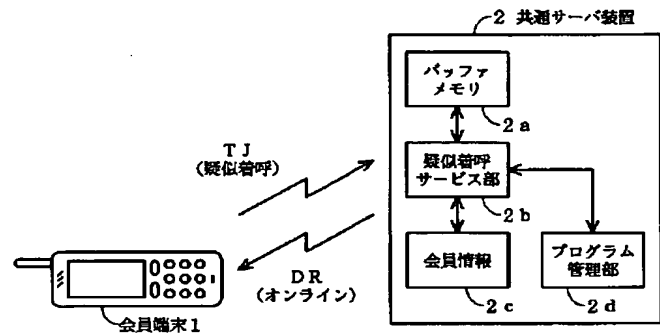 2 共通サーバ装置
バッファ
メモリ
2a
TJ
(疑似着呼)
疑似着呼
サービス部
2b
DR
(オンライン)
会員情報
2c
プログラム
管理部
2d
会員端末1